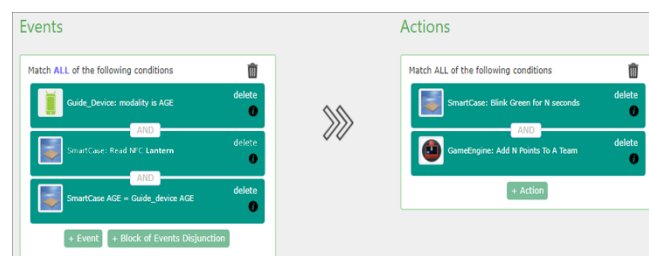 Events
Match ALL of the following conditions
Guide_Device: modality is AGE
delete
i
AND
SmartCase: Read NFC Lantern
delete
i
AND
SmartCase AGE = Guide_device AGE
delete
i
+ Event
+ Block of Events Disjunction
Actions
Match ALL of the following conditions
SmartCase: Blink Green for N seconds
delete
i
AND
GameEngine: Add N Points To A Team
delete
i
+ Action